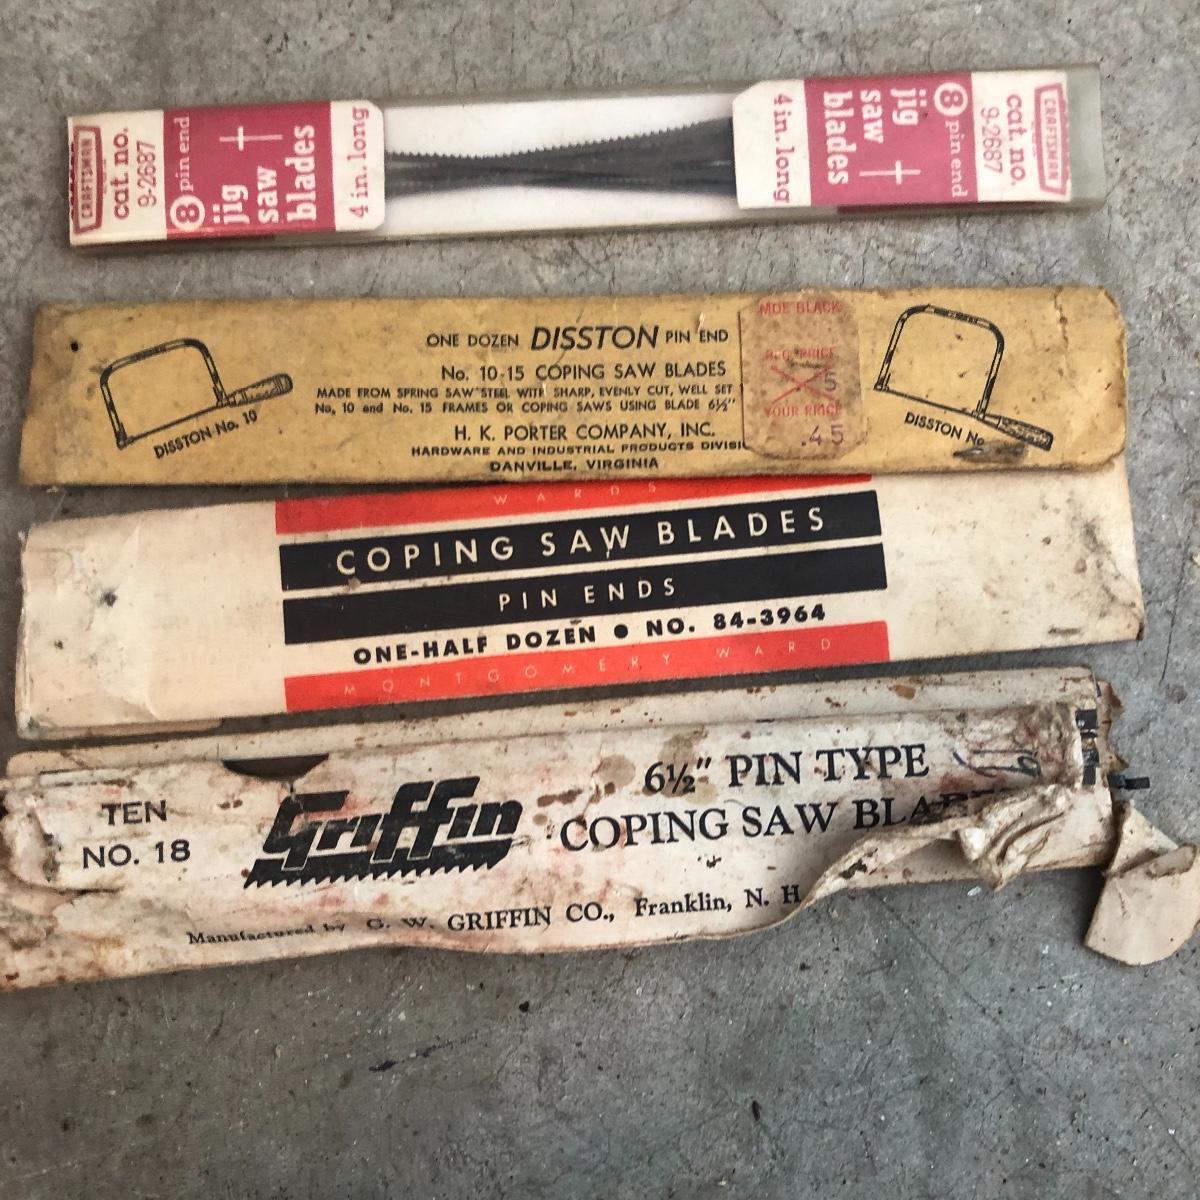 CRAFTSMAN
cat. no.
9-2687
8 pin end
jig
saw
blades
4 in. long
4 in. long
8 pin end
jig
saw
blades
cat. no.
9-2687
CRAFTSMAN
ONE DOZEN DISSTON PIN END
No. 10-15 COPING SAW BLADES
MADE FROM SPRING SAW STEEL WITH SHARP, EVENLY CUT, WELL SET
No. 10 and No. 15 FRAMES OR COPING SAWS USING BLADE 6½"
H. K. PORTER COMPANY, INC.
HARDWARE AND INDUSTRIAL PRODUCTS DIVISI
DANVILLE, VIRGINIA
DISSTON No. 10
MOE BLACK
REG. PRICE
YOUR PRICE
.45
DISSTON No
WARDS
COPING SAW BLADES
PIN ENDS
ONE-HALF DOZEN ● NO. 84-3964
MONTGOMERY WARD
TEN
NO. 18
Griffin
6½" PIN TYPE
COPING SAW BLADE
Manufactured by G. W. GRIFFIN CO., Franklin, N. H